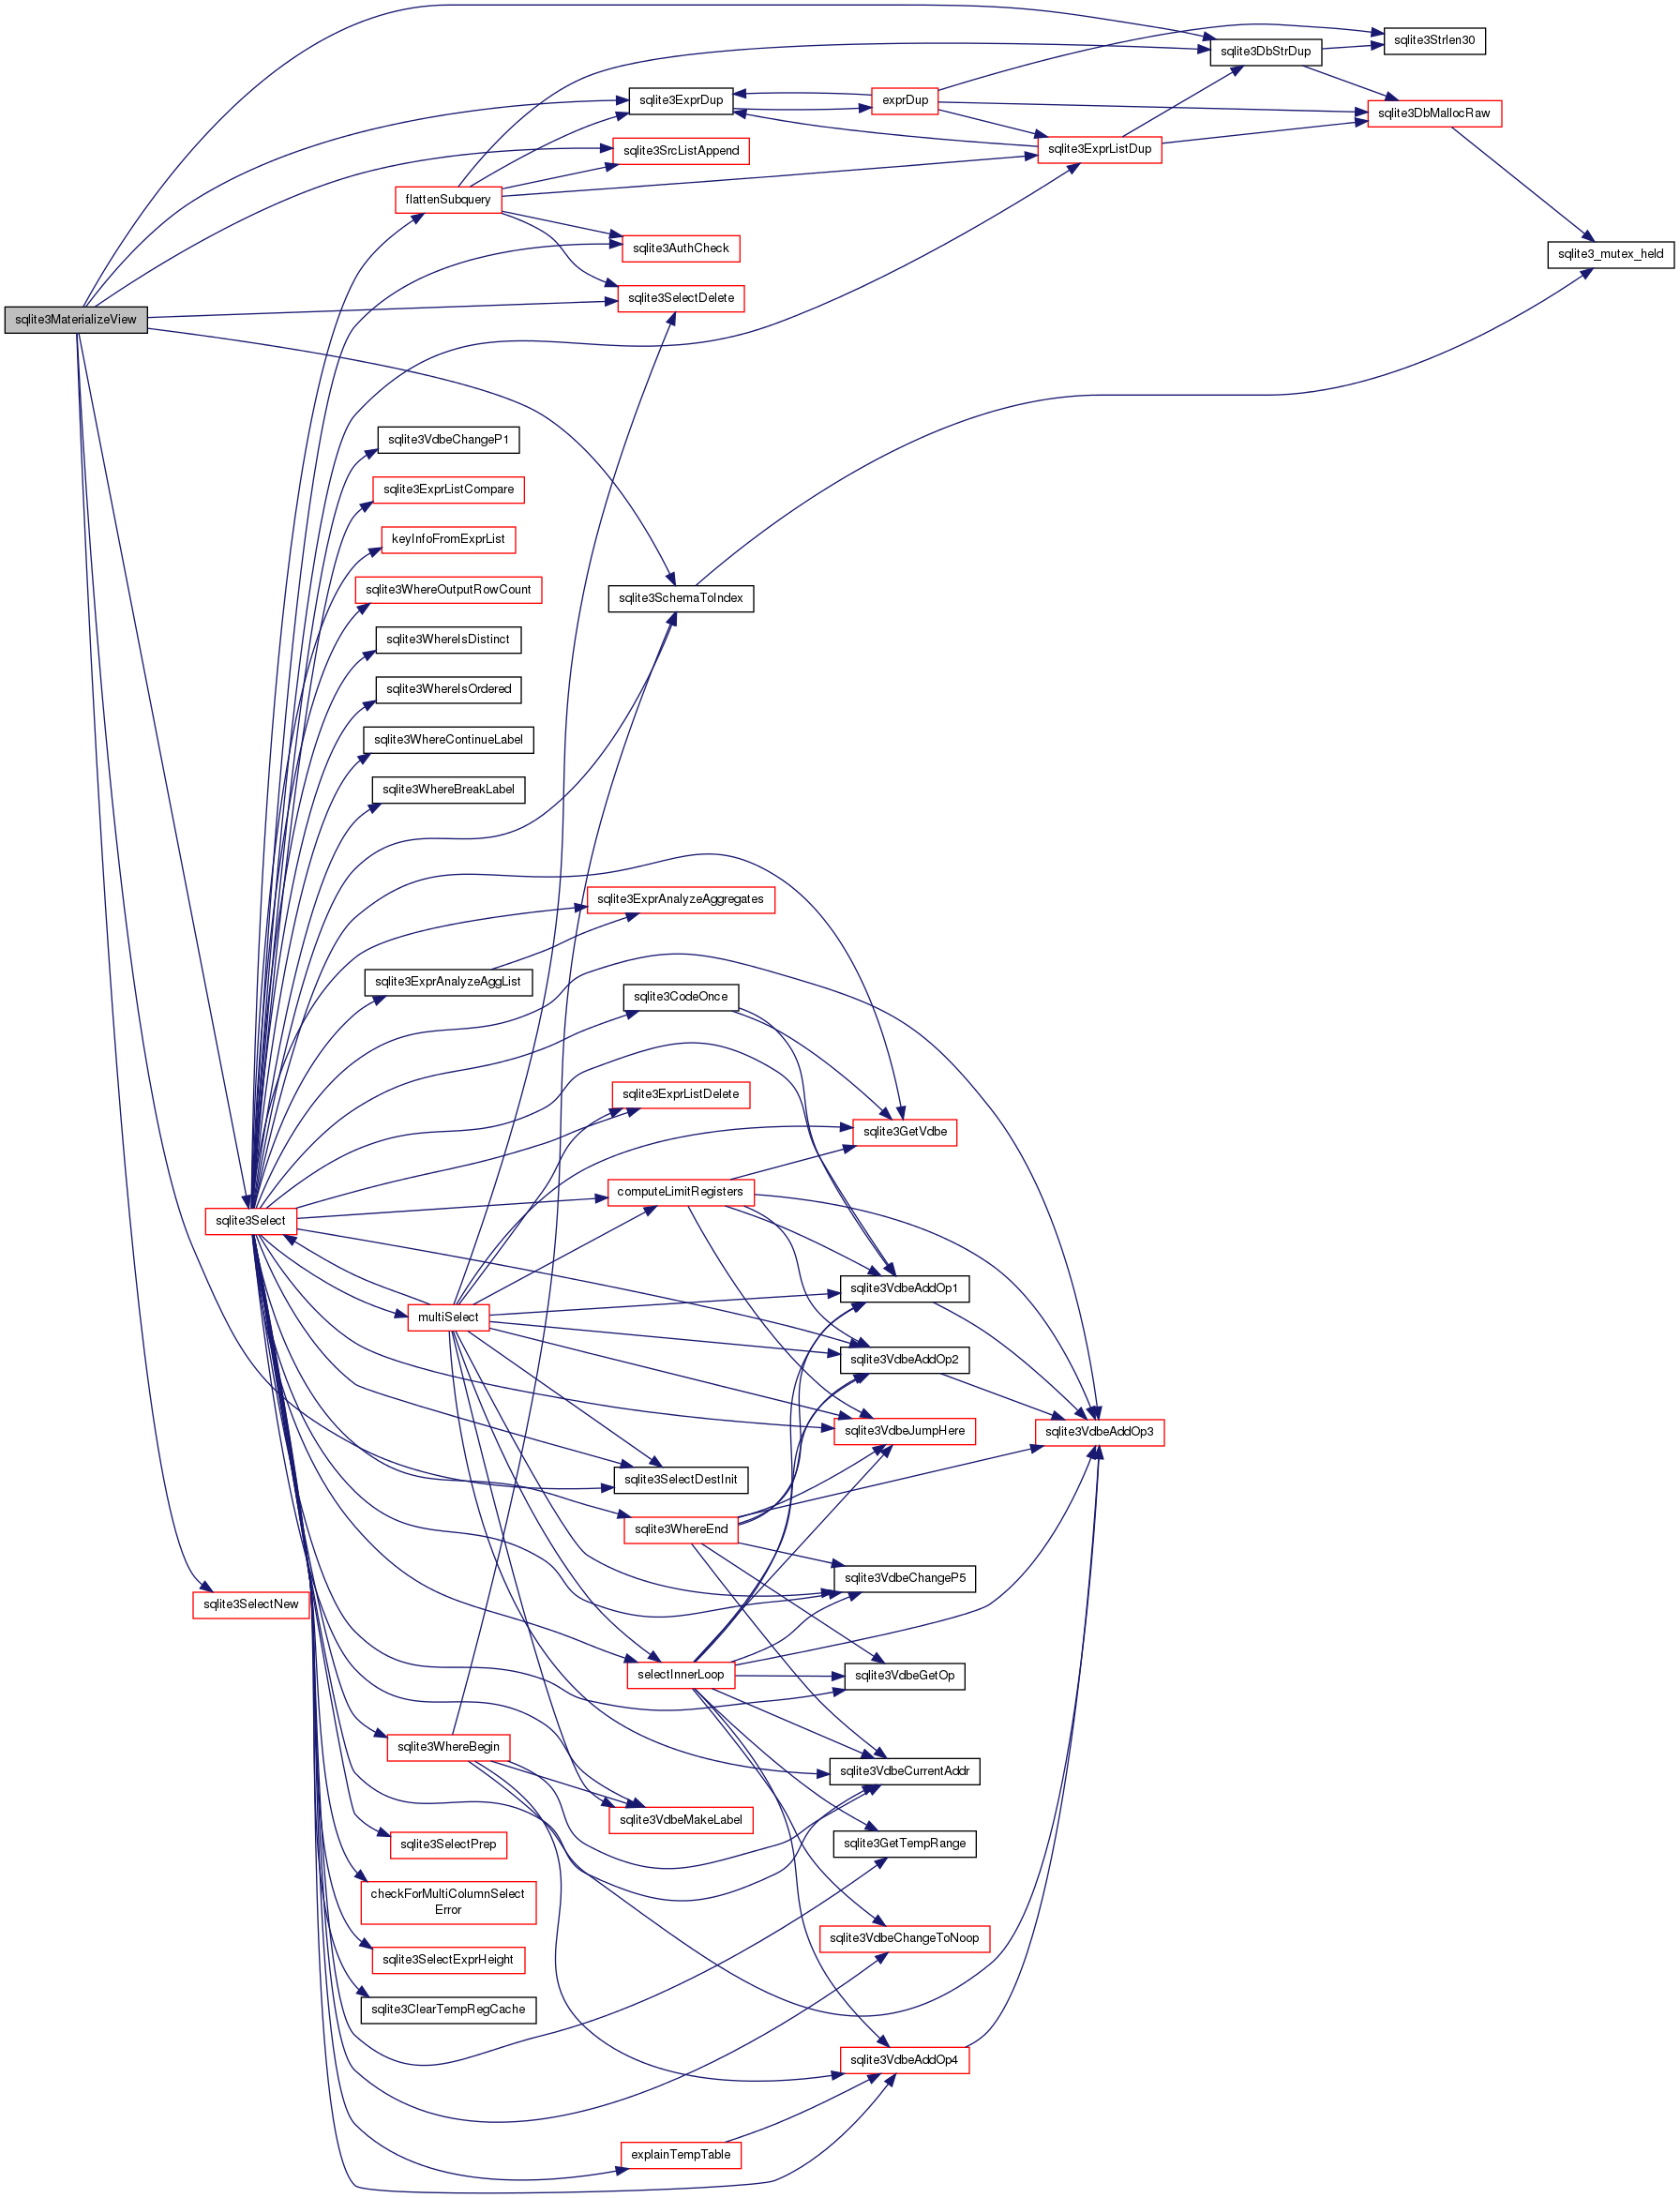 sqlite3Strlen30
sqlite3DbStrDup
sqlite3ExprDup
exprDup
sqlite3DbMallocRaw
sqlite3SrcListAppend
sqlite3ExprListDup
flattenSubquery
sqlite3AuthCheck
sqlite3_mutex_held
sqlite3SelectDelete
sqlite3MaterializeView
sqlite3VdbeChangeP1
sqlite3ExprListCompare
keyInfoFromExprList
sqlite3WhereOutputRowCount
sqlite3SchemaToIndex
sqlite3WhereIsDistinct
sqlite3WhereIsOrdered
sqlite3WhereContinueLabel
sqlite3WhereBreakLabel
sqlite3ExprAnalyzeAggregates
sqlite3ExprAnalyzeAggList
sqlite3CodeOnce
sqlite3ExprListDelete
sqlite3GetVdbe
computeLimitRegisters
sqlite3Select
sqlite3VdbeAddOp1
multiSelect
sqlite3VdbeAddOp2
sqlite3VdbeJumpHere
sqlite3VdbeAddOp3
sqlite3SelectDestInit
sqlite3WhereEnd
sqlite3VdbeChangeP5
sqlite3SelectNew
selectInnerLoop
sqlite3VdbeGetOp
sqlite3WhereBegin
sqlite3VdbeCurrentAddr
sqlite3VdbeMakeLabel
sqlite3SelectPrep
sqlite3GetTempRange
checkForMultiColumnSelect
Error
sqlite3VdbeChangeToNoop
sqlite3SelectExprHeight
sqlite3ClearTempRegCache
sqlite3VdbeAddOp4
explainTempTable